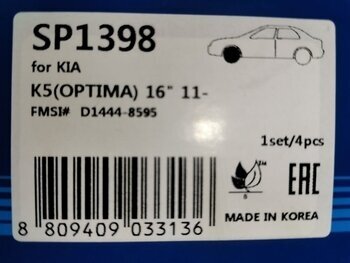 SP1398
for KIA
K5(OPTIMA) 16" 11-
FMSI# D1444-8595
1set/4pcs
EAC
MADE IN KOREA
8 809409 033136